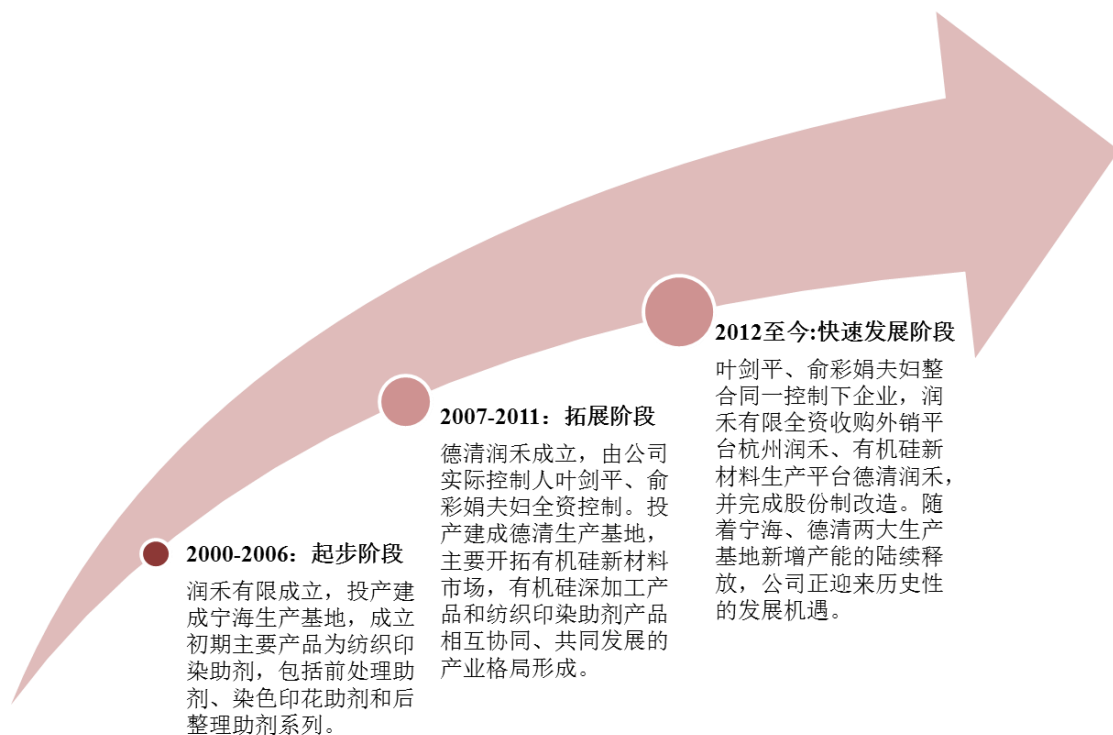 2000-2006：起步阶段
润禾有限成立，投产建
成宁海生产基地，成立
初期主要产品为纺织印
染助剂，包括前处理助
剂、染色印花助剂和后
整理助剂系列。
2007-2011：拓展阶段
德清润禾成立，由公司
实际控制人叶剑平、俞
彩娟夫妇全资控制。投
产建成德清生产基地，
主要开拓有机硅新材料
市场，有机硅深加工产
品和纺织印染助剂产品
相互协同、共同发展的
产业格局形成。
2012至今:快速发展阶段
叶剑平、俞彩娟夫妇整
合同一控制下企业，润
禾有限全资收购外销平
台杭州润禾、有机硅新
材料生产平台德清润禾，
并完成股份制改造。随
着宁海、德清两大生产
基地新增产能的陆续释
放，公司正迎来历史性
的发展机遇。